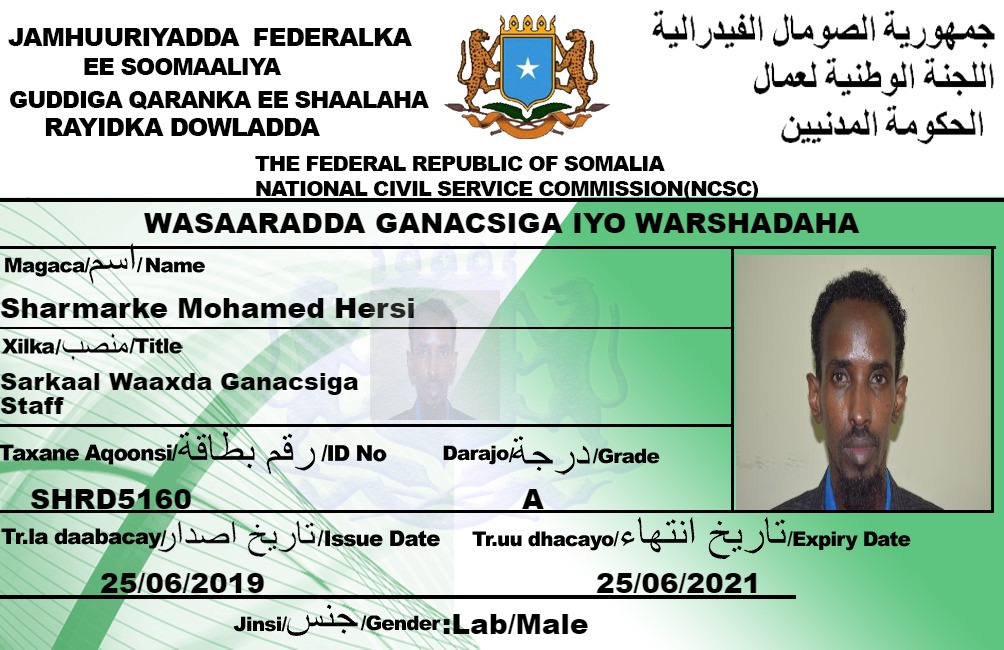 JAMHUURIYADDA FEDERALKA
EE SOOMAALIYA
GUDDIGA QARANKA EE SHAALAHA
RAYIDKA DOWLADDA
جمهورية الصومال الفيدرالية
اللجنة الوطنية لعمال
الحكومة المدنيين
THE FEDERAL REPUBLIC OF SOMALIA
NATIONAL CIVIL SERVICE COMMISSION(NCSC)
WASAARADDA GANACSIGA IYO WARSHADAHA
Magaca/اسم/Name
Sharmarke Mohamed Hersi
Xilka/منصب/Title
Sarkaal Waaxda Ganacsiga
Staff
Taxane Aqoonsi/رقم بطاقة/ID No
Darajo/درجة/Grade
SHRD5160
A
Tr.la daabacay/تاريخ اصدار/Issue Date
Tr.uu dhacayo/تاريخ انتهاء/Expiry Date
25/06/2019
25/06/2021
Jinsi/جنس/Gender:Lab/Male